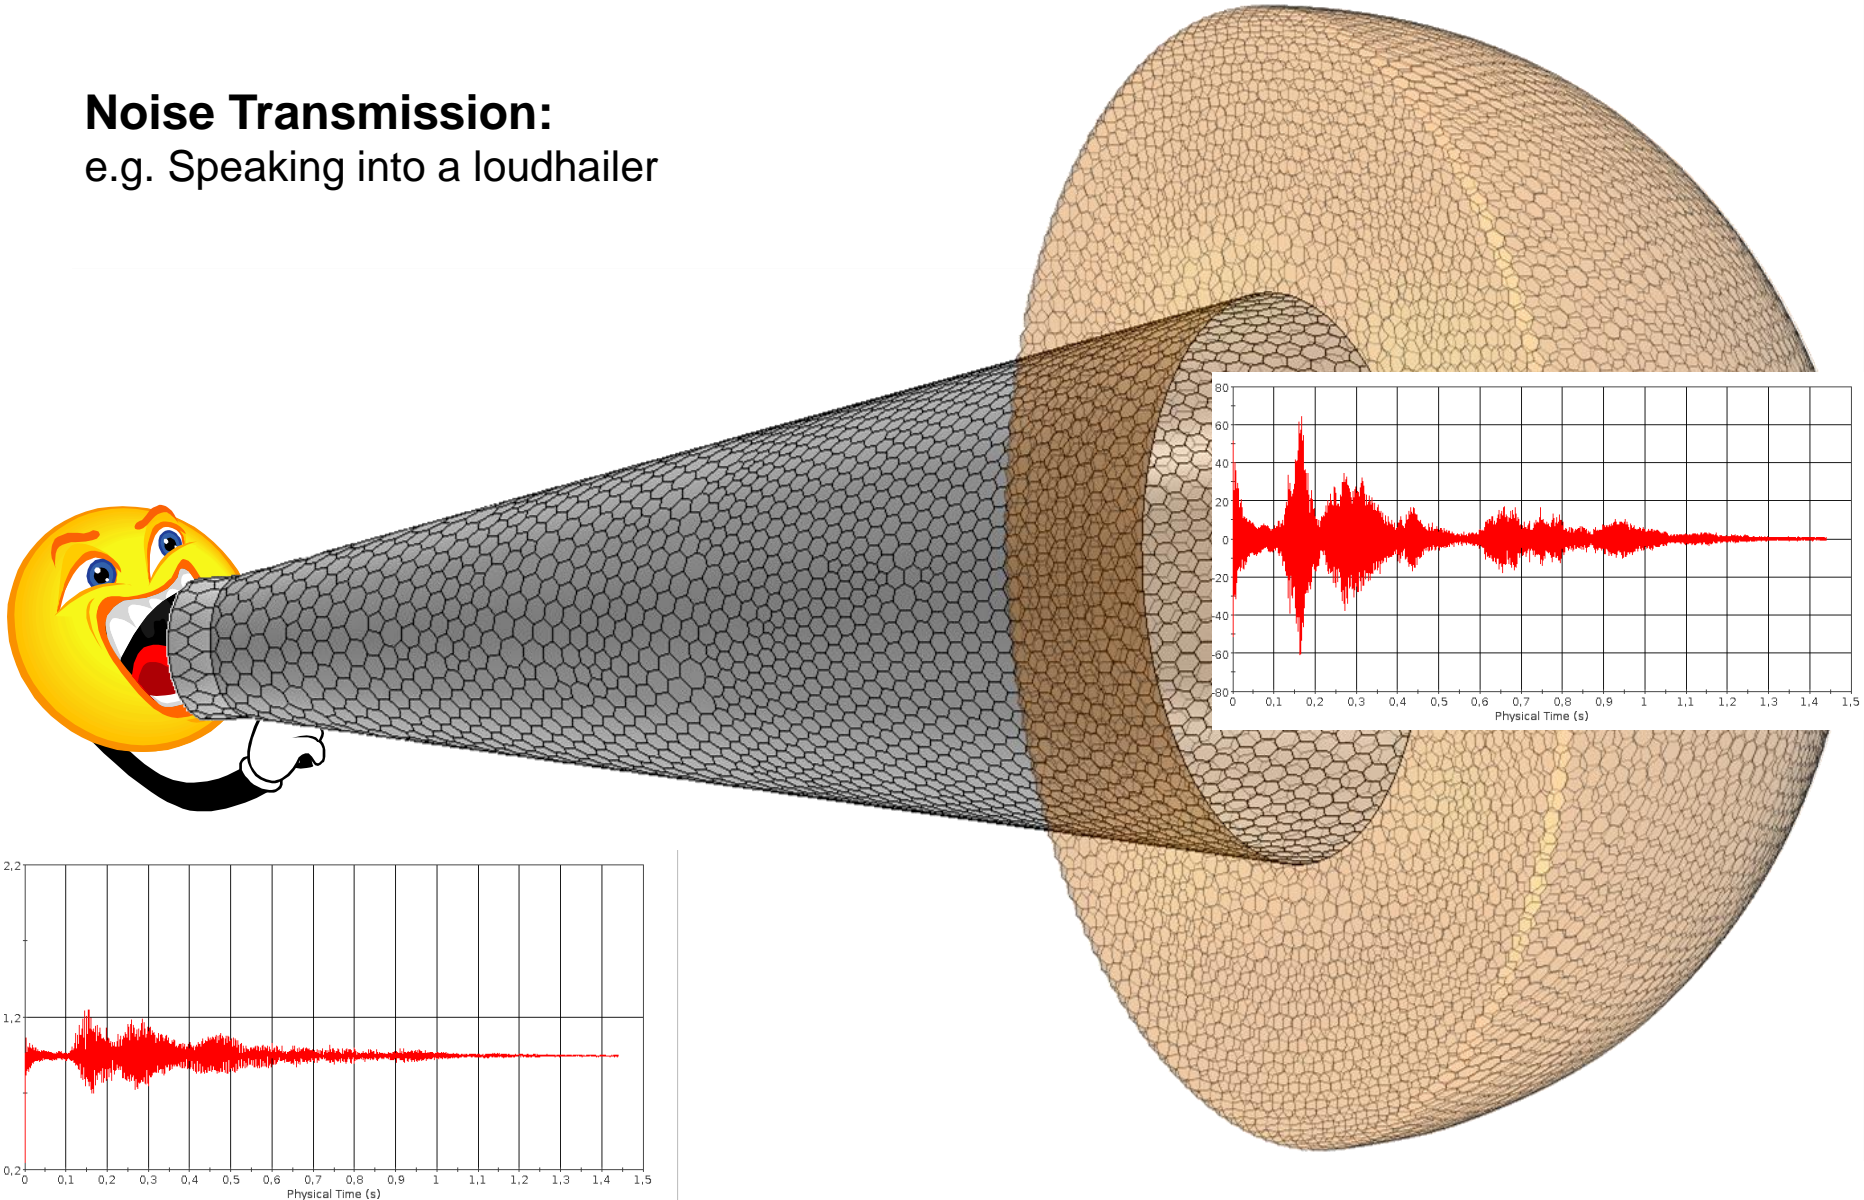 Noise Transmission:
e.g. Speaking into a loudhailer
80
60
40
20
0
-20
-40
-60
-80
0 0,1 0,2 0,3 0,4 0,5 0,6 0,7 0,8 0,9 1 1,1 1,2 1,3 1,4 1,5
Physical Time (s)
2,2
1,2
0,2
0 0,1 0,2 0,3 0,4 0,5 0,6 0,7 0,8 0,9 1 1,1 1,2 1,3 1,4 1,5
Physical Time (s)